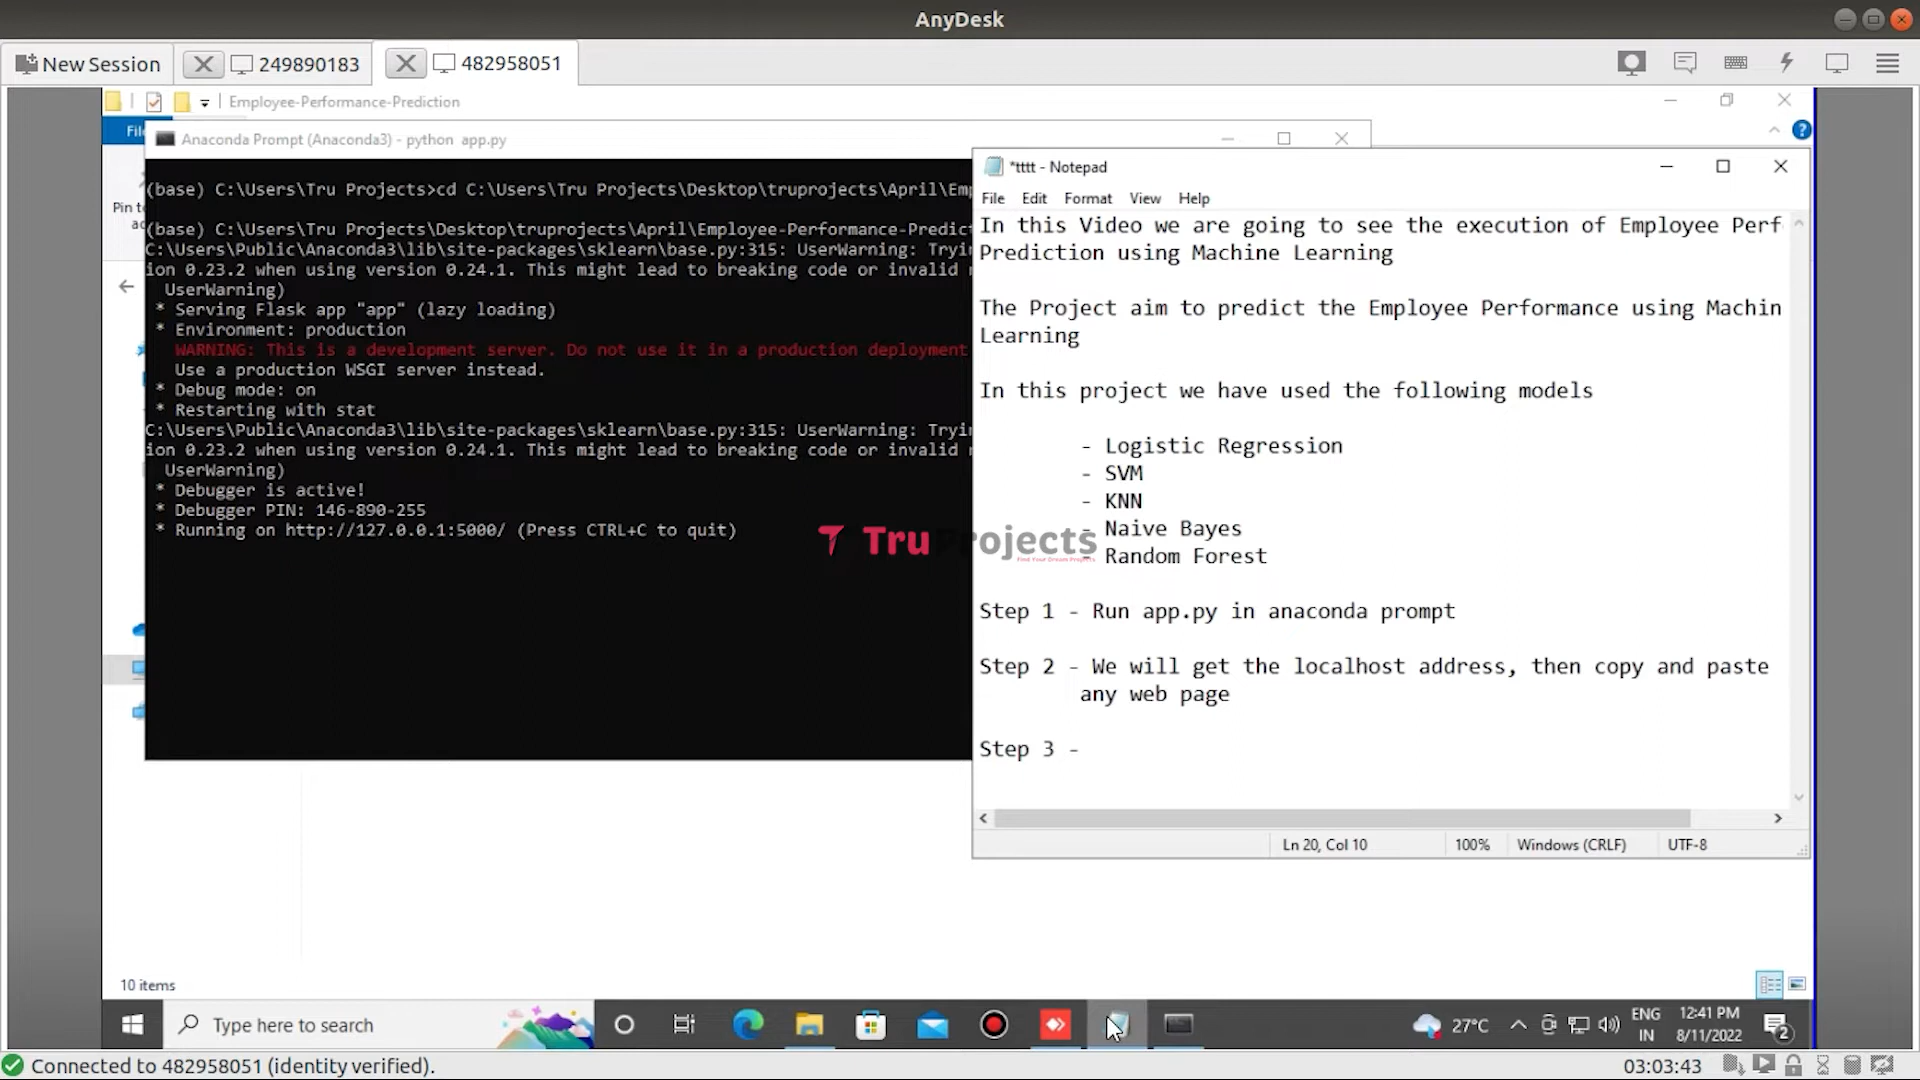 AnyDesk
New Session
249890183
482958051
Employee-Performance-Prediction
Anaconda Prompt (Anaconda3) - python app.py
(base) C:\Users\Tru Projects>cd C:\Users\Tru Projects\Desktop\truprojects\April\Emp
(base) C:\Users\Tru Projects\Desktop\truprojects\April\Employee-Performance-Predict
C:\Users\Public\Anaconda3\lib\site-packages\sklearn\base.py:315: UserWarning: Tryin
ion 0.23.2 when using version 0.24.1. This might lead to breaking code or invalid
UserWarning)
* Serving Flask app "app" (lazy loading)
* Environment: production
WARNING: This is a development server. Do not use it in a production deployment
Use a production WSGI server instead.
* Debug mode: on
* Restarting with stat
C:\Users\Public\Anaconda3\lib\site-packages\sklearn\base.py:315: UserWarning: Tryin
ion 0.23.2 when using version 0.24.1. This might lead to breaking code or invalid
UserWarning)
* Debugger is active!
* Debugger PIN: 146-890-255
* Running on http://127.0.0.1:5000/ (Press CTRL+C to quit)
*tttt - Notepad
File Edit Format View Help
In this Video we are going to see the execution of Employee Perf
Prediction using Machine Learning
The Project aim to predict the Employee Performance using Machin
Learning
In this project we have used the following models
- Logistic Regression
- SVM
- KNN
- Naive Bayes
- Random Forest
Step 1 - Run app.py in anaconda prompt
Step 2 - We will get the localhost address, then copy and paste
any web page
Step 3 -
Ln 20, Col 10 100% Windows (CRLF) UTF-8
TruProjects
Find Your Dream Projects
Pin to
10 items
Type here to search
27°C
ENG
IN
12:41 PM
8/11/2022
2
Connected to 482958051 (identity verified).
03:03:43